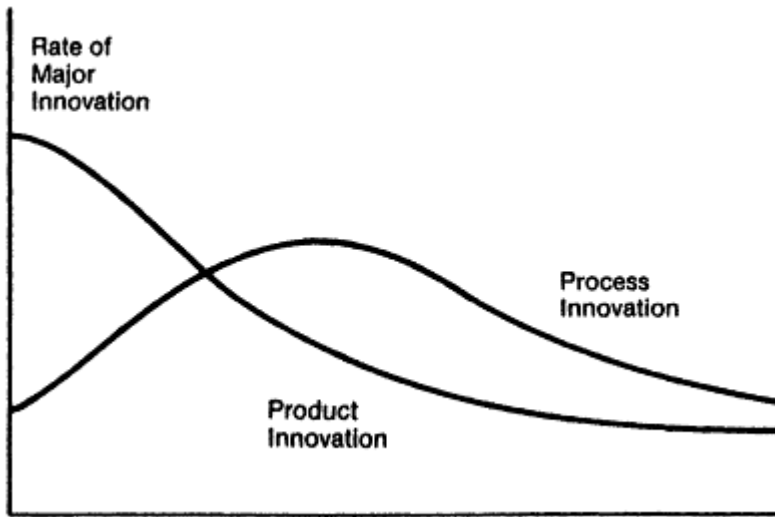 Rate of
Major
Innovation
Process
Innovation
Product
Innovation